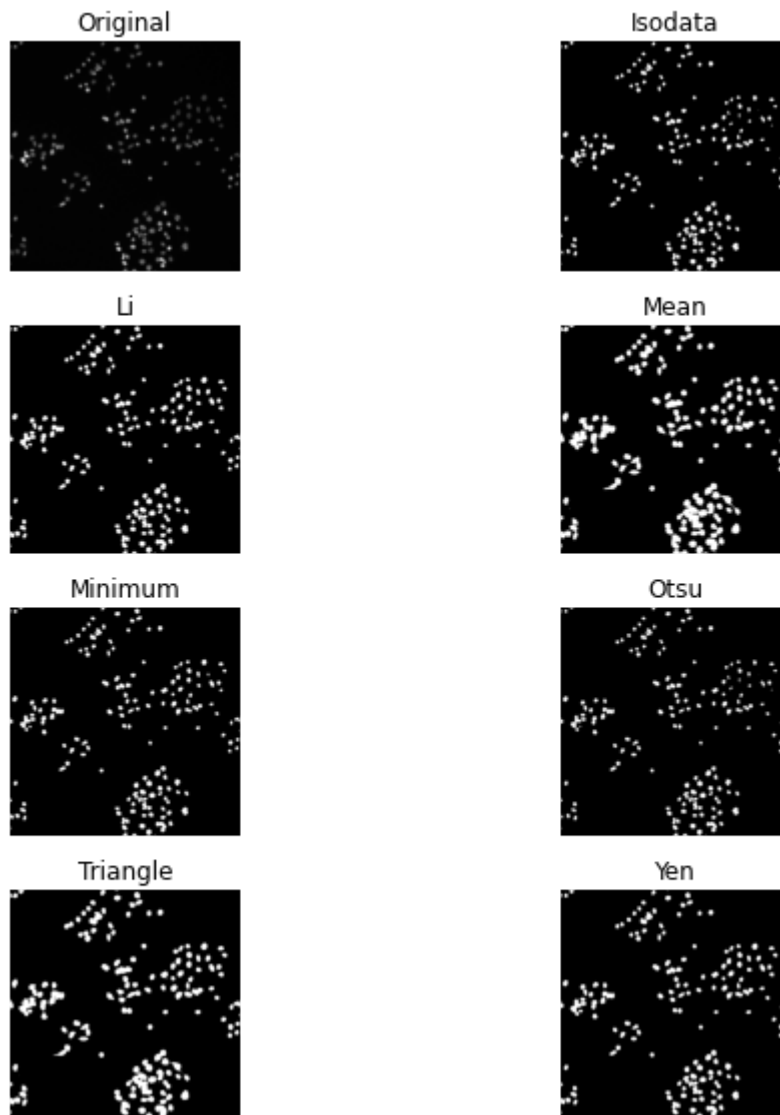 Original
Isodata
Li
Mean
Minimum
Otsu
Triangle
Yen